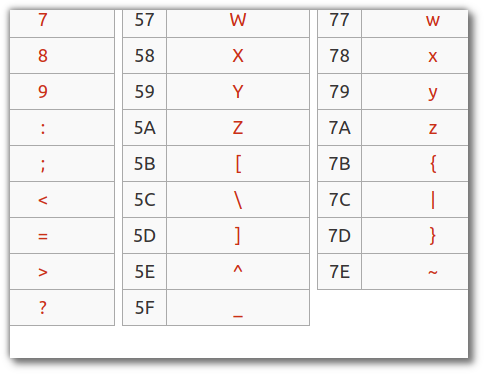 7 57 W 77 w
8 58 X 78 x
9 59 Y 79 y
: 5A Z 7A z
; 5B [ 7B {
< 5C \ 7C |
= 5D ] 7D }
> 5E ^ 7E ~
? 5F _